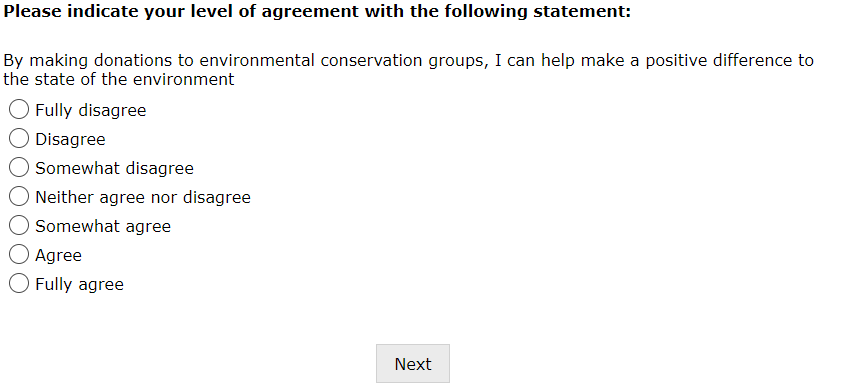 Please indicate your level of agreement with the following statement:
By making donations to environmental conservation groups, I can help make a positive difference to
the state of the environment
Fully disagree
Disagree
Somewhat disagree
Neither agree nor disagree
Somewhat agree
Agree
Fully agree
Next